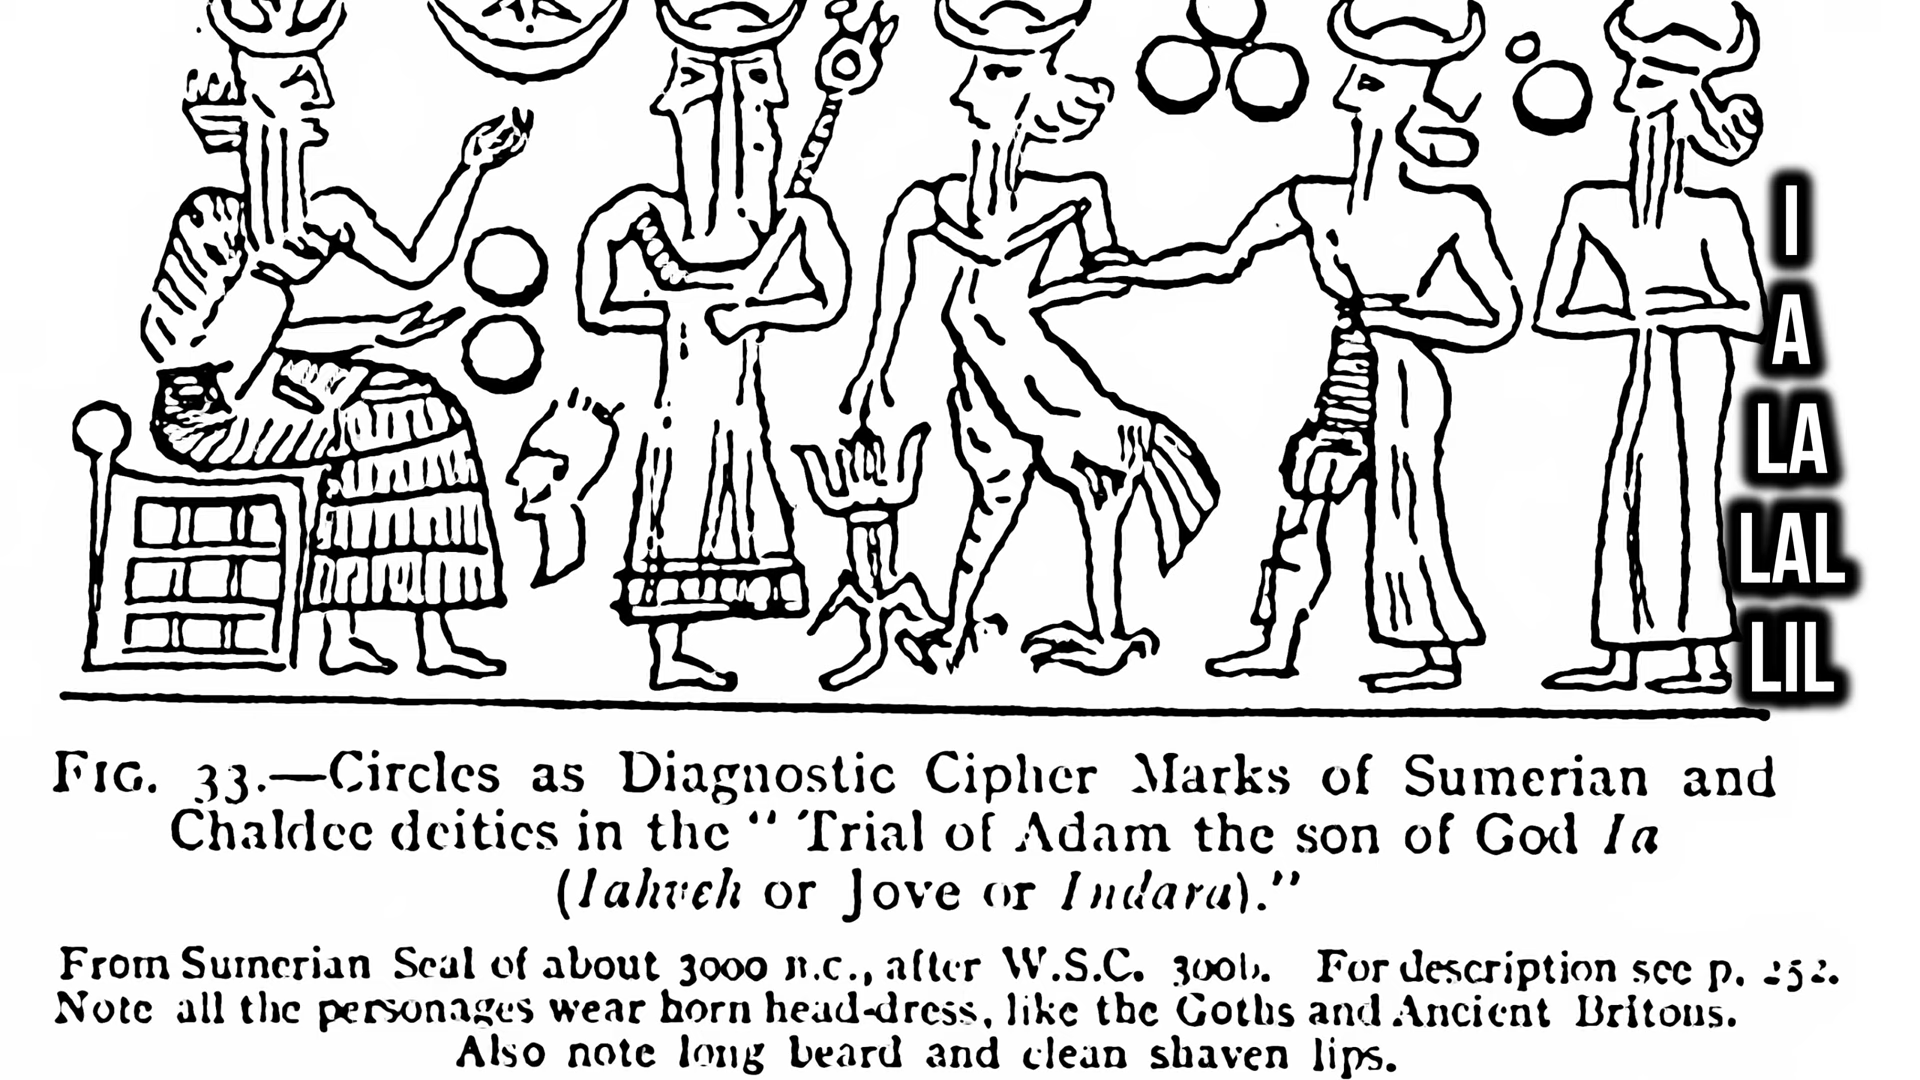 I
A
LA
LAL
LIL
FIG. 33.—Circles as Diagnostic Cipher Marks of Sumerian and
Chaldee deities in the “ Trial of Adam the son of God Ia
(Iahveh or Jove or Indara).”
From Sumerian Seal of about 3000 B.C., after W.S.C. 300b. For description see p. 252.
Note all the personages wear horn head-dress, like the Goths and Ancient Britons.
Also note long beard and clean shaven lips.